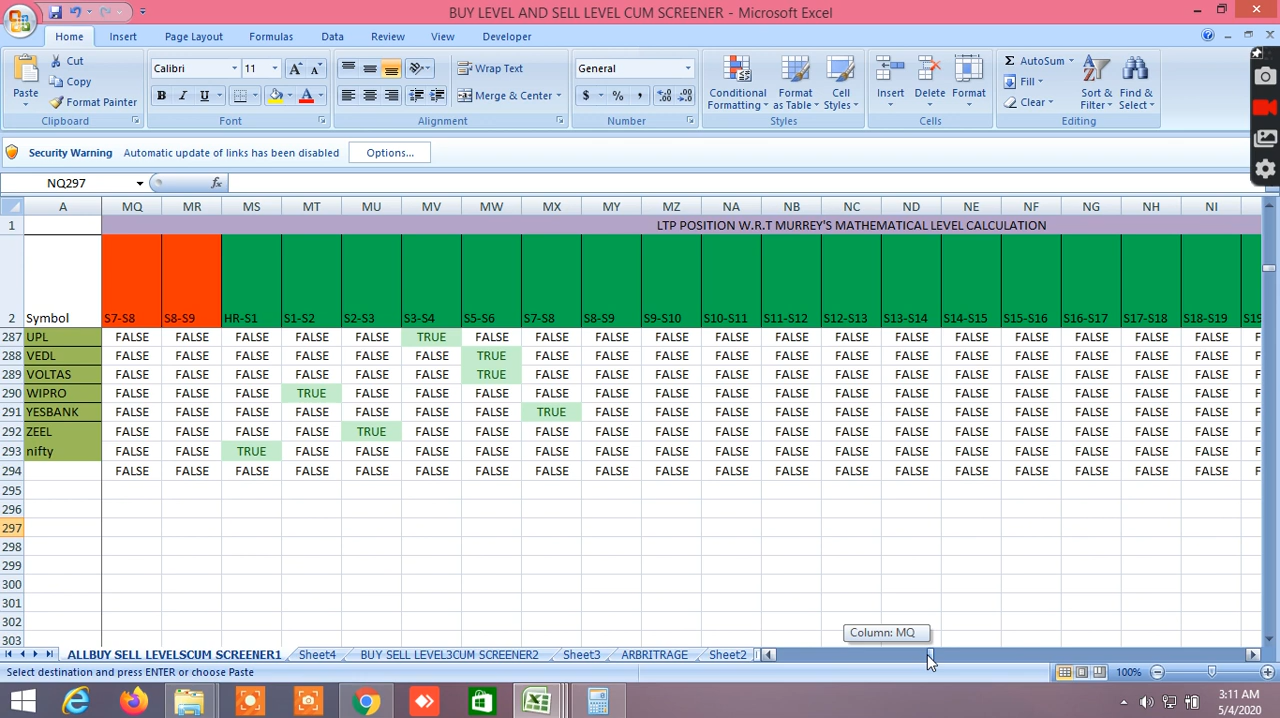 BUY LEVEL AND SELL LEVEL CUM SCREENER - Microsoft Excel
Home Insert Page Layout Formulas Data Review View Developer
Paste Cut Copy Format Painter
Calibri 11
B I U A A A
Wrap Text
Merge & Center
General
$ % ,
Conditional Formatting Format as Table Cell Styles
Insert Delete Format
Σ AutoSum Fill Clear
Sort & Filter Find & Select
Clipboard Font Alignment Number Styles Cells Editing
Security Warning Automatic update of links has been disabled Options...
NQ297 fx
A MQ MR MS MT MU MV MW MX MY MZ NA NB NC ND NE NF NG NH NI
1 LTP POSITION W.R.T MURREY'S MATHEMATICAL LEVEL CALCULATION
2 Symbol S7-S8 S8-S9 HR-S1 S1-S2 S2-S3 S3-S4 S5-S6 S7-S8 S8-S9 S9-S10 S10-S11 S11-S12 S12-S13 S13-S14 S14-S15 S15-S16 S16-S17 S17-S18 S18-S19 S19
287 UPL FALSE FALSE FALSE FALSE FALSE TRUE FALSE FALSE FALSE FALSE FALSE FALSE FALSE FALSE FALSE FALSE FALSE FALSE FALSE F
288 VEDL FALSE FALSE FALSE FALSE FALSE FALSE TRUE FALSE FALSE FALSE FALSE FALSE FALSE FALSE FALSE FALSE FALSE FALSE FALSE F
289 VOLTAS FALSE FALSE FALSE FALSE FALSE FALSE TRUE FALSE FALSE FALSE FALSE FALSE FALSE FALSE FALSE FALSE FALSE FALSE FALSE F
290 WIPRO FALSE FALSE FALSE TRUE FALSE FALSE FALSE FALSE FALSE FALSE FALSE FALSE FALSE FALSE FALSE FALSE FALSE FALSE FALSE F
291 YESBANK FALSE FALSE FALSE FALSE FALSE FALSE FALSE TRUE FALSE FALSE FALSE FALSE FALSE FALSE FALSE FALSE FALSE FALSE FALSE F
292 ZEEL FALSE FALSE FALSE FALSE TRUE FALSE FALSE FALSE FALSE FALSE FALSE FALSE FALSE FALSE FALSE FALSE FALSE FALSE FALSE F
293 nifty FALSE FALSE TRUE FALSE FALSE FALSE FALSE FALSE FALSE FALSE FALSE FALSE FALSE FALSE FALSE FALSE FALSE FALSE FALSE F
294 FALSE FALSE FALSE FALSE FALSE FALSE FALSE FALSE FALSE FALSE FALSE FALSE FALSE FALSE FALSE FALSE FALSE FALSE FALSE F
295
296
297
298
299
300
301
302
303
Column: MQ
ALLBUY SELL LEVELSCUM SCREENER1 Sheet4 BUY SELL LEVEL3CUM SCREENER2 Sheet3 ARBRITRAGE Sheet2
Select destination and press ENTER or choose Paste 100%
3:11 AM
5/4/2020